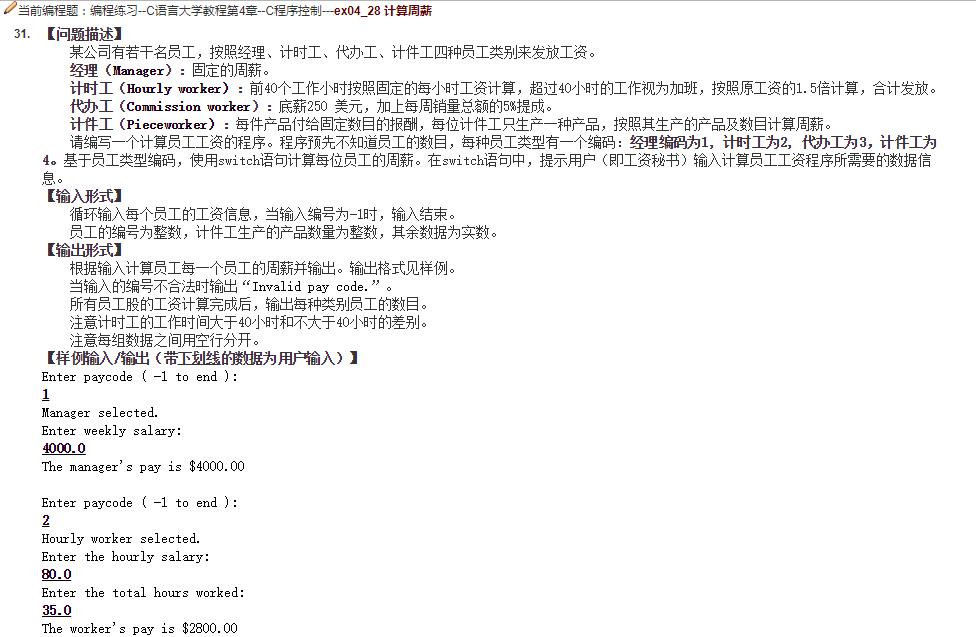 当前编程题：编程练习--C语言大学教程第4章--C程序控制---ex04_28 计算周薪
31. 【问题描述】
某公司有若干名员工，按照经理、计时工、代办工、计件工四种员工类别来发放工资。
经理（Manager）：固定的周薪。
计时工（Hourly worker）：前40个工作小时按照固定的每小时工资计算，超过40小时的工作视为加班，按照原工资的1.5倍计算，合计发放。
代办工（Commission worker）：底薪250 美元，加上每周销量总额的5%提成。
计件工（Pieceworker）：每件产品付给固定数目的报酬，每位计件工只生产一种产品，按照其生产的产品及数目计算周薪。
请编写一个计算员工工资的程序。程序预先不知道员工的数目，每种员工类型有一个编码：经理编码为1，计时工为2，代办工为3，计件工为
4。基于员工类型编码，使用switch语句计算每位员工的周薪。在switch语句中，提示用户（即工资秘书）输入计算员工工资程序所需要的数据信
息。
【输入形式】
循环输入每个员工的工资信息，当输入编号为-1时，输入结束。
员工的编号为整数，计件工生产的产品数量为整数，其余数据为实数。
【输出形式】
根据输入计算员工每一个员工的周薪并输出。输出格式见样例。
当输入的编号不合法时输出“Invalid pay code.”。
所有员工股的工资计算完成后，输出每种类别员工的数目。
注意计时工的工作时间大于40小时和不大于40小时的差别。
注意每组数据之间用空行分开。
【样例输入/输出（带下划线的数据为用户输入）】
Enter paycode ( -1 to end ):
1
Manager selected.
Enter weekly salary:
4000.0
The manager's pay is $4000.00
Enter paycode ( -1 to end ):
2
Hourly worker selected.
Enter the hourly salary:
80.0
Enter the total hours worked:
35.0
The worker's pay is $2800.00